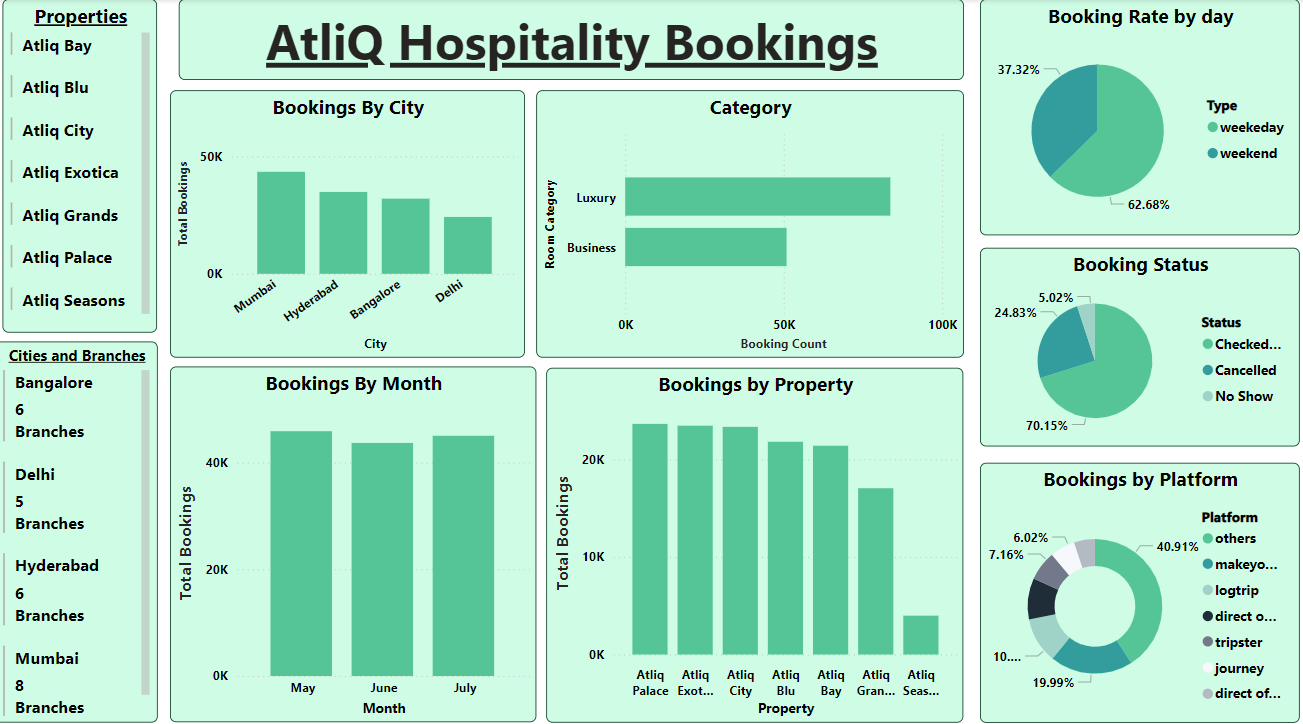 Properties
Atliq Bay
Atliq Blu
Atliq City
Atliq Exotica
Atliq Grands
Atliq Palace
Atliq Seasons
Cities and Branches
Bangalore
6
Branches
Delhi
5
Branches
Hyderabad
6
Branches
Mumbai
8
Branches
AtliQ Hospitality Bookings
Bookings By City
Total Bookings
50K
0K
Mumbai
Hyderabad
Bangalore
Delhi
City
Category
Room Category
Luxury
Business
0K
50K
100K
Booking Count
Bookings By Month
Total Bookings
40K
20K
0K
May
June
July
Month
Bookings by Property
Total Bookings
20K
10K
0K
Atliq
Palace
Atliq
Exot...
Atliq
City
Atliq
Blu
Atliq
Bay
Atliq
Gran...
Atliq
Seas...
Property
Booking Rate by day
37.32%
62.68%
Type
weekeday
weekend
Booking Status
5.02%
24.83%
70.15%
Status
Checked...
Cancelled
No Show
Bookings by Platform
6.02%
7.16%
10....
19.99%
40.91%
Platform
others
makeyo...
logtrip
direct o...
tripster
journey
direct of...